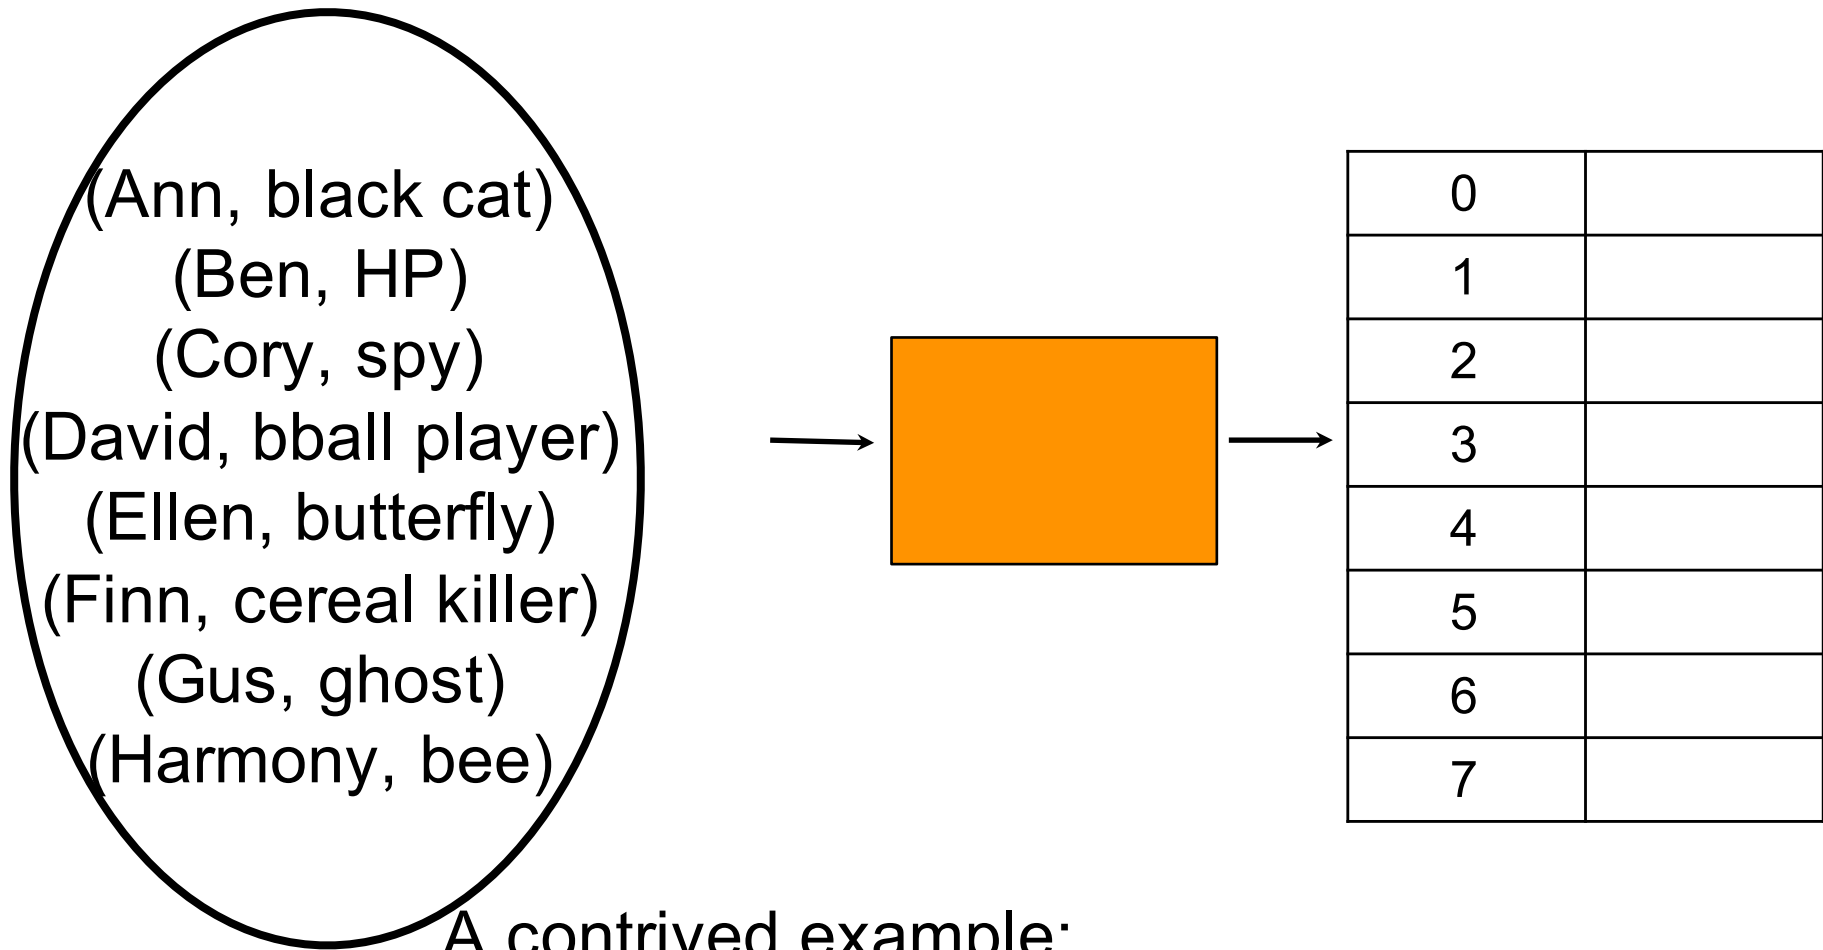 (Ann, black cat)
(Ben, HP)
(Cory, spy)
(David, bball player)
(Ellen, butterfly)
(Finn, cereal killer)
(Gus, ghost)
(Harmony, bee)
0
1
2
3
4
5
6
7
A contrived example: